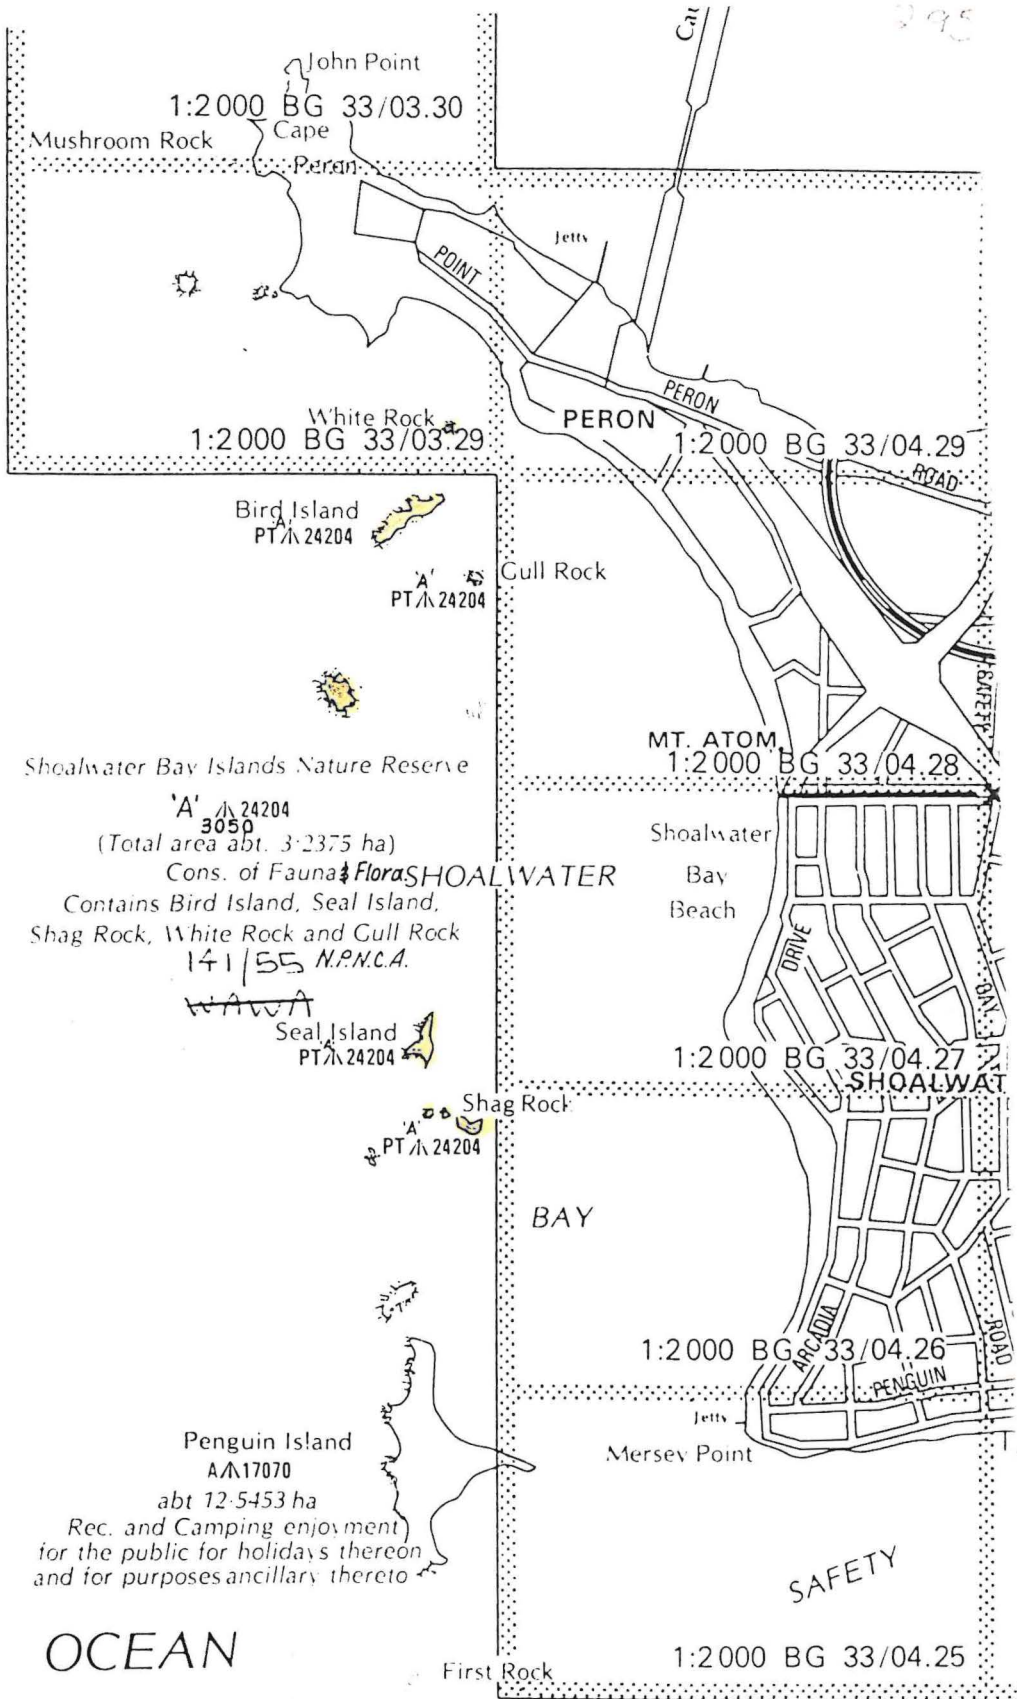 295
John Point
1:2000 BG 33/03.30
Cape
Mushroom Rock
Peran
Jetty
POINT
PERON
White Rock
PERON
1:2000 BG 33/03.29
1:2000 BG 33/04.29
ROAD
Bird Island
'A'
PT 24204
Gull Rock
'A'
PT 24204
SAFETY
MT. ATOM
1:2000 BG 33/04.28
Shoalwater Bay Islands Nature Reserve
'A' 24204
3050
(Total area abt. 3·2375 ha)
Cons. of Fauna & Flora
SHOALWATER
Contains Bird Island, Seal Island,
Shag Rock, White Rock and Gull Rock
141/55 N.P.N.C.A.
WAWA
Shoalwater
Bay
Beach
DRIVE
BAY
Seal Island
'A'
PT 24204
1:2000 BG 33/04.27
SHOALWAT
Shag Rock
'A'
PT 24204
BAY
ARCADIA
ROAD
1:2000 BG 33/04.26
PENGUIN
Jetty
Mersey Point
Penguin Island
A 17070
abt 12·5453 ha
Rec. and Camping enjoyment
for the public for holidays thereon
and for purposes ancillary thereto
SAFETY
OCEAN
First Rock
1:2000 BG 33/04.25